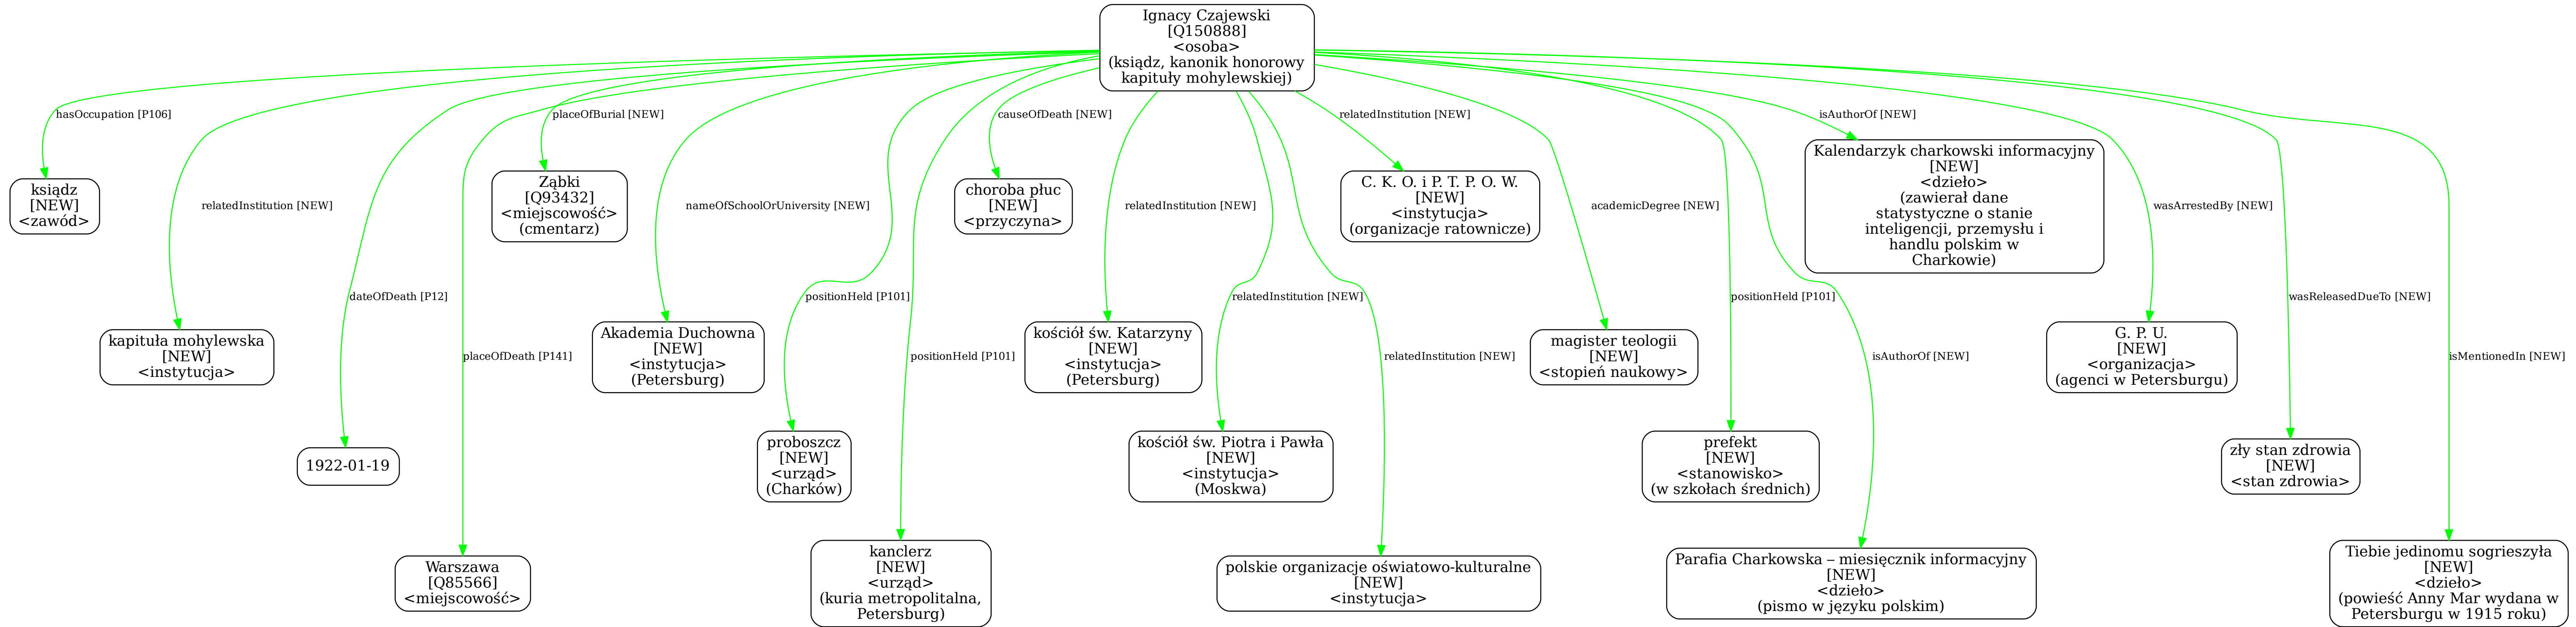 Ignacy Czajewski
[Q150888]
<osoba>
(ksiądz, kanonik honorowy
kapituły mohylewskiej)
hasOccupation [P106]
placeOfBurial [NEW]
causeOfDeath [NEW]
relatedInstitution [NEW]
isAuthorOf [NEW]
ksiądz
[NEW]
<zawód>
relatedInstitution [NEW]
Ząbki
[Q93432]
<miejscowość>
(cmentarz)
nameOfSchoolOrUniversity [NEW]
choroba płuc
[NEW]
<przyczyna>
relatedInstitution [NEW]
C. K. O. i P. T. P. O. W.
[NEW]
<instytucja>
(organizacje ratownicze)
academicDegree [NEW]
Kalendarzyk charkowski informacyjny
[NEW]
<dzieło>
(zawierał dane
statystyczne o stanie
inteligencji, przemysłu i
handlu polskim w
Charkowie)
wasArrestedBy [NEW]
dateOfDeath [P12]
positionHeld [P101]
relatedInstitution [NEW]
positionHeld [P101]
wasReleasedDueTo [NEW]
kapituła mohylewska
[NEW]
<instytucja>
placeOfDeath [P141]
Akademia Duchowna
[NEW]
<instytucja>
(Petersburg)
positionHeld [P101]
kościół św. Katarzyny
[NEW]
<instytucja>
(Petersburg)
relatedInstitution [NEW]
magister teologii
[NEW]
<stopień naukowy>
isAuthorOf [NEW]
G. P. U.
[NEW]
<organizacja>
(agenci w Petersburgu)
isMentionedIn [NEW]
1922-01-19
proboszcz
[NEW]
<urząd>
(Charków)
kościół św. Piotra i Pawła
[NEW]
<instytucja>
(Moskwa)
prefekt
[NEW]
<stanowisko>
(w szkołach średnich)
zły stan zdrowia
[NEW]
<stan zdrowia>
Warszawa
[Q85566]
<miejscowość>
kanclerz
[NEW]
<urząd>
(kuria metropolitalna,
Petersburg)
polskie organizacje oświatowo-kulturalne
[NEW]
<instytucja>
Parafia Charkowska – miesięcznik informacyjny
[NEW]
<dzieło>
(pismo w języku polskim)
Tiebie jedinomu sogrieszyła
[NEW]
<dzieło>
(powieść Anny Mar wydana w
Petersburgu w 1915 roku)